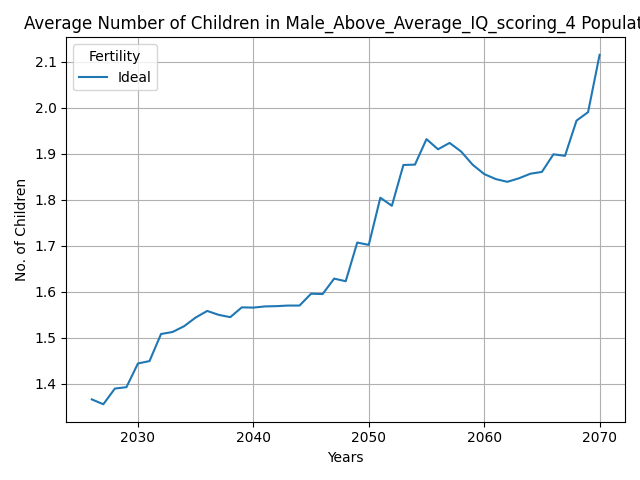 Average Number of Children in Male_Above_Average_IQ_scoring_4 Populat
Fertility
Ideal
2.1
2.0
1.9
1.8
1.7
1.6
1.5
1.4
No. of Children
2030 2040 2050 2060 2070
Years